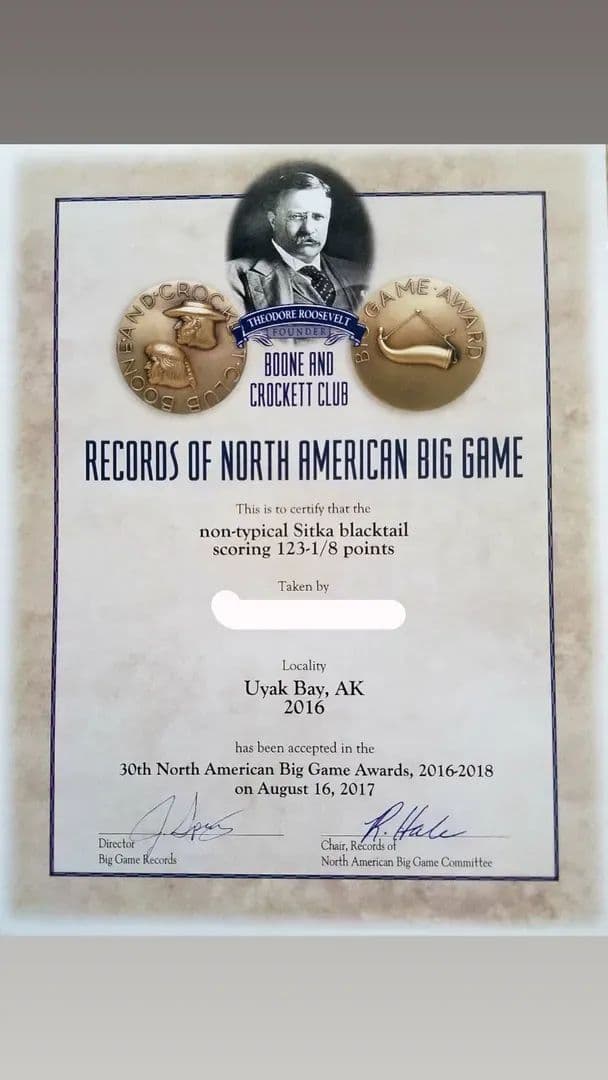 BOONE AND CROCKETT CLUB
BIG GAME AWARD
THEODORE ROOSEVELT
FOUNDER
BOONE AND
CROCKETT CLUB
RECORDS OF NORTH AMERICAN BIG GAME
This is to certify that the
non-typical Sitka blacktail
scoring 123-1/8 points
Taken by
Locality
Uyak Bay, AK
2016
has been accepted in the
30th North American Big Game Awards, 2016-2018
on August 16, 2017
R. Hale
Director
Big Game Records
Chair, Records of
North American Big Game Committee